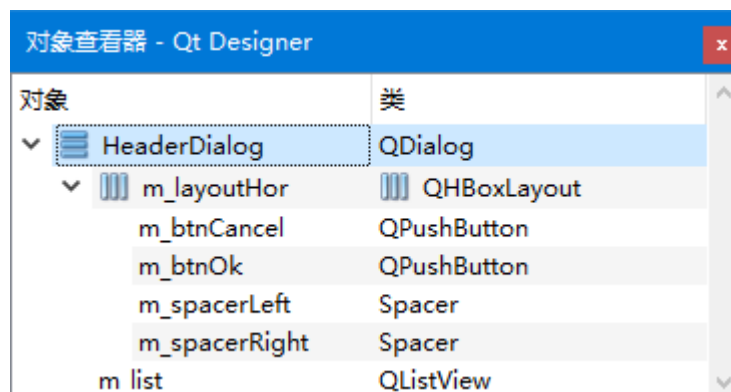 对象查看器 - Qt Designer
x
对象 类
HeaderDialog QDialog
m_layoutHor QHBoxLayout
m_btnCancel QPushButton
m_btnOk QPushButton
m_spacerLeft Spacer
m_spacerRight Spacer
m_list QListView